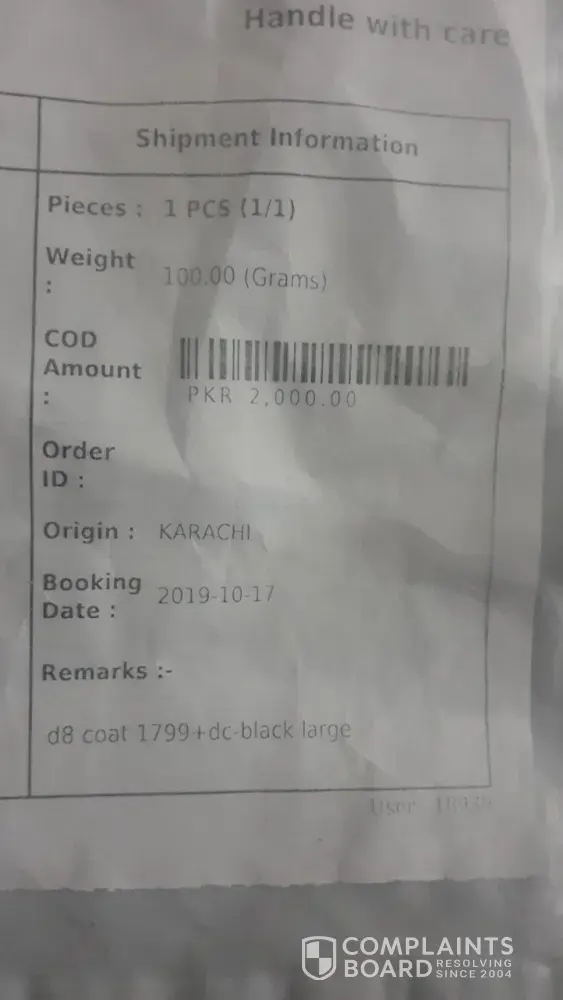 Handle with care
Shipment Information
Pieces : 1 PCS (1/1)
Weight : 100.00 (Grams)
COD Amount : PKR 2,000.00
Order ID :
Origin : KARACHI
Booking Date : 2019-10-17
Remarks :-
d8 coat 1799+dc-black large
User
COMPLAINTS
BOARD RESOLVING SINCE 2004